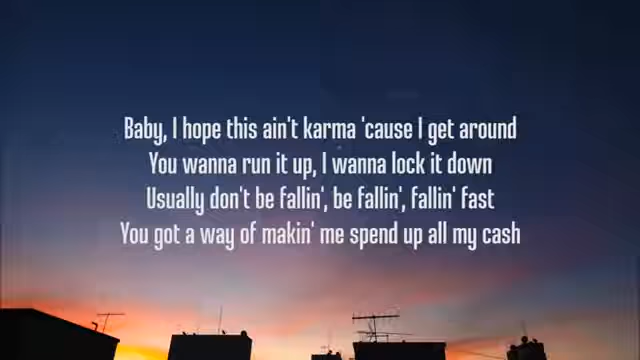 Baby, I hope this ain't karma 'cause I get around
You wanna run it up, I wanna lock it down
Usually don't be fallin', be fallin', fallin' fast
You got a way of makin' me spend up all my cash